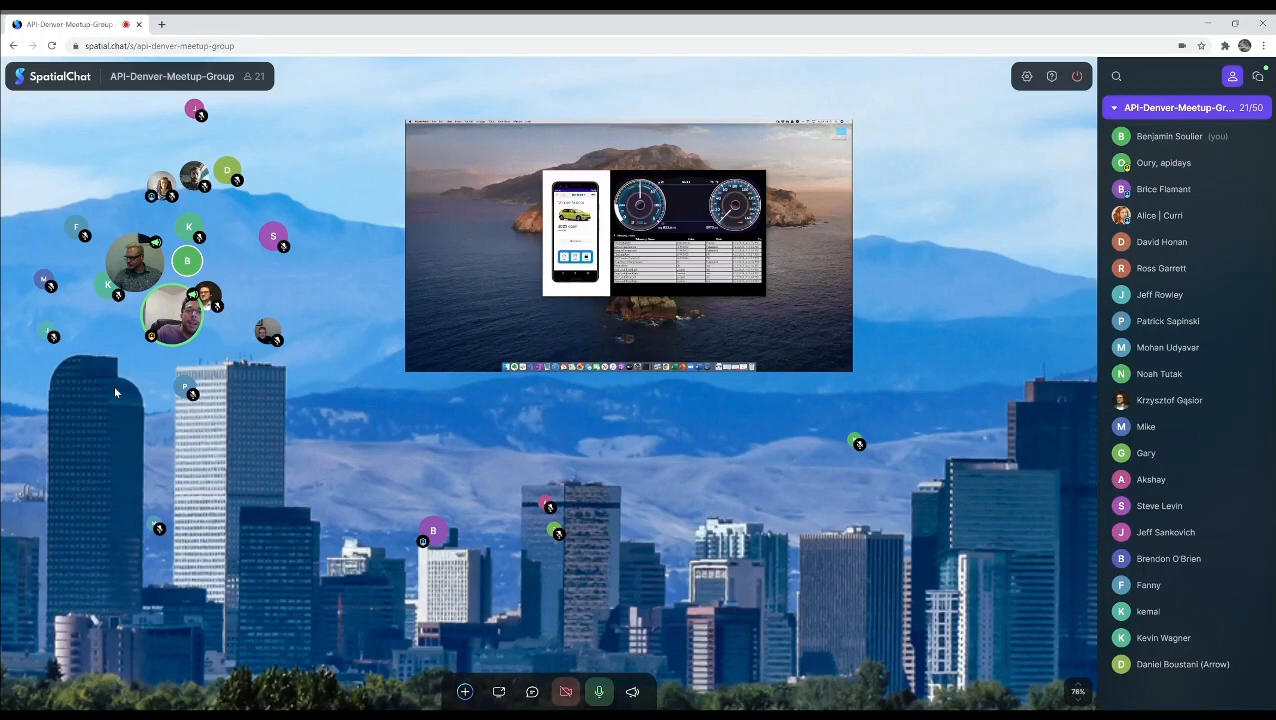 API-Denver-Meetup-Group
spatial.chat/s/api-denver-meetup-group
SpatialChat
API-Denver-Meetup-Group
21
API-Denver-Meetup-Gr...
21/50
Benjamin Soulier (you)
Oury, apidays
Brice Flamant
Alice | Curri
David Honan
Ross Garrett
J
Jeff Rowley
P
Patrick Sapinski
M
Mohan Udyavar
N
Noah Tutak
Krzysztof Gąsior
M
Mike
G
Gary
A
Akshay
S
Steve Levin
J
Jeff Sankovich
Brendan O'Brien
F
Fanny
K
kemal
K
Kevin Wagner
D
Daniel Boustani (Arrow)
J
D
F
K
S
B
M
K
P
B
76%